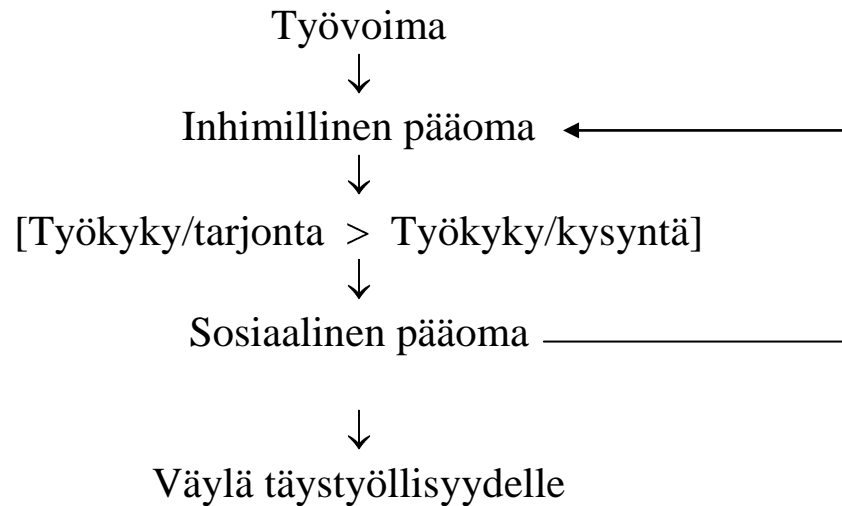 Työvoima
↓
Inhimillinen pääoma
↓
[Työkyky/tarjonta > Työkyky/kysyntä]
↓
Sosiaalinen pääoma
↓
Väylä täystyöllisyydelle